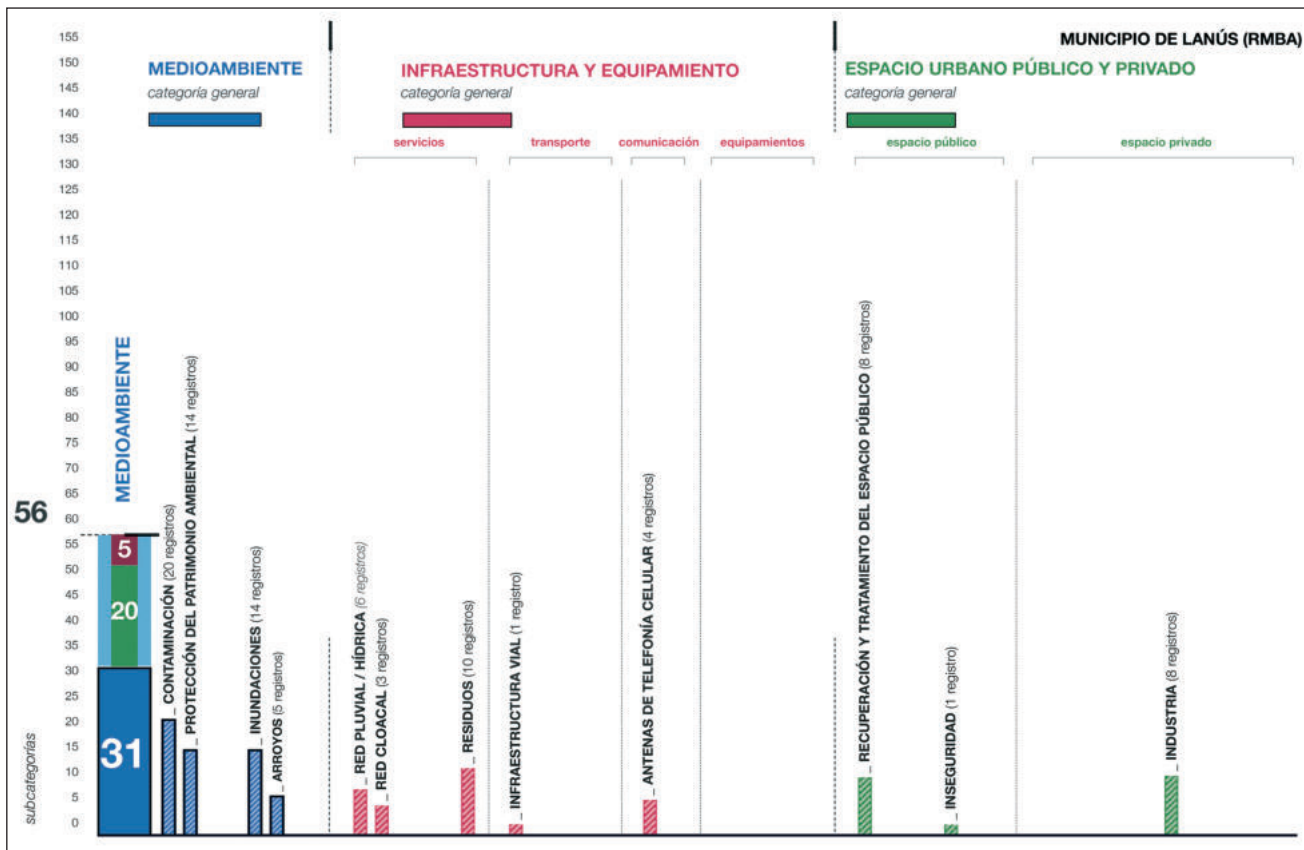 MUNICIPIO DE LANÚS (RMBA)
MEDIOAMBIENTE
categoría general
INFRAESTRUCTURA Y EQUIPAMIENTO
categoría general
ESPACIO URBANO PÚBLICO Y PRIVADO
categoría general
servicios
transporte
comunicación
equipamientos
espacio público
espacio privado
155
150
145
140
135
130
125
120
115
110
105
100
95
90
85
80
75
70
65
60
55
50
45
40
35
30
25
20
15
10
5
0
56
subcategorías
MEDIOAMBIENTE
5
20
31
_ CONTAMINACIÓN (20 registros)
_ PROTECCIÓN DEL PATRIMONIO AMBIENTAL (14 registros)
_ INUNDACIONES (14 registros)
_ ARROYOS (5 registros)
_ RED PLUVIAL / HÍDRICA (6 registros)
_ RED CLOACAL (3 registros)
_ RESIDUOS (10 registros)
_ INFRAESTRUCTURA VIAL (1 registro)
_ ANTENAS DE TELEFONÍA CELULAR (4 registros)
_ RECUPERACIÓN Y TRATAMIENTO DEL ESPACIO PÚBLICO (8 registros)
_ INSEGURIDAD (1 registro)
_ INDUSTRIA (8 registros)